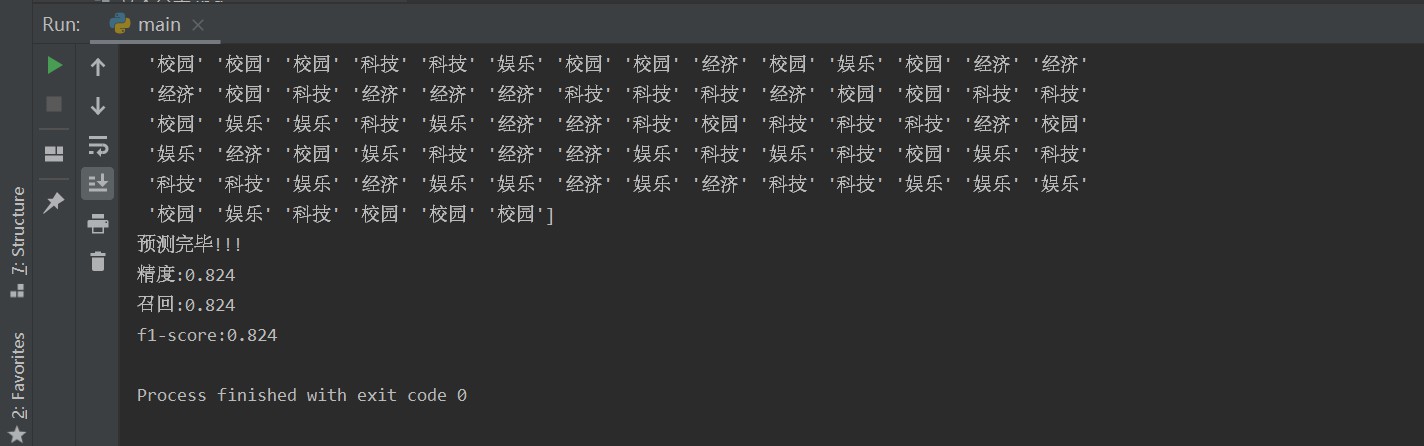 Run: main
'校园' '校园' '校园' '科技' '科技' '娱乐' '校园' '校园' '经济' '校园' '娱乐' '校园' '经济' '经济'
'经济' '校园' '科技' '经济' '经济' '经济' '科技' '科技' '科技' '经济' '校园' '校园' '科技' '科技'
'校园' '娱乐' '娱乐' '科技' '娱乐' '经济' '经济' '科技' '校园' '科技' '科技' '科技' '经济' '校园'
'娱乐' '经济' '校园' '娱乐' '科技' '经济' '经济' '娱乐' '科技' '娱乐' '科技' '校园' '娱乐' '科技'
'科技' '科技' '娱乐' '经济' '娱乐' '娱乐' '经济' '娱乐' '经济' '科技' '科技' '娱乐' '娱乐' '娱乐'
'校园' '娱乐' '科技' '校园' '校园' '校园']
预测完毕!!!
精度:0.824
召回:0.824
f1-score:0.824
Process finished with exit code 0
7: Structure
2: Favorites